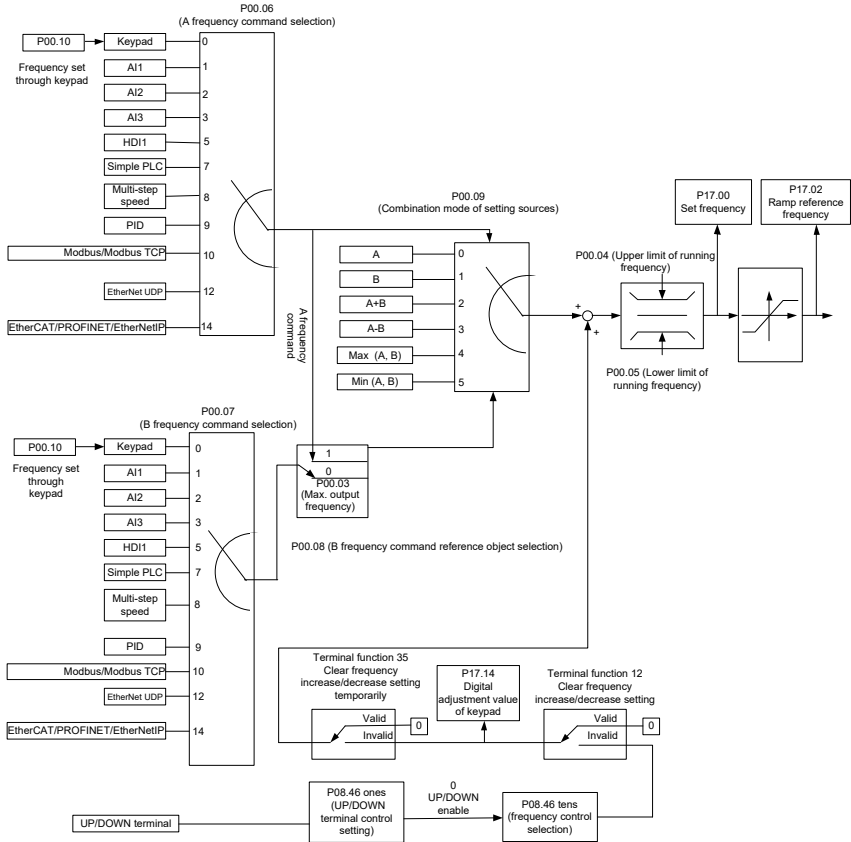 P00.06
(A frequency command selection)
P00.10
Keypad
0
Frequency set
through keypad
AI1
1
AI2
2
AI3
3
HDI1
5
Simple PLC
7
Multi-step
speed
8
PID
9
Modbus/Modbus TCP
10
EtherNet UDP
12
EtherCAT/PROFINET/EtherNetIP
14
A frequency
command
P00.09
(Combination mode of setting sources)
A
0
B
1
A+B
2
A-B
3
Max (A, B)
4
Min (A, B)
5
+
+
P00.04 (Upper limit of running
frequency)
P00.05 (Lower limit of
running frequency)
P17.00
Set frequency
P17.02
Ramp reference
frequency
P00.07
(B frequency command selection)
P00.10
Keypad
0
Frequency set
through
keypad
AI1
1
AI2
2
AI3
3
HDI1
5
Simple PLC
7
Multi-step
speed
8
PID
9
Modbus/Modbus TCP
10
EtherNet UDP
12
EtherCAT/PROFINET/EtherNetIP
14
1
0
P00.03
(Max. output
frequency)
P00.08 (B frequency command reference object selection)
Terminal function 35
Clear frequency
increase/decrease setting
temporarily
Valid
0
Invalid
P17.14
Digital
adjustment value
of keypad
Terminal function 12
Clear frequency
increase/decrease setting
Valid
0
Invalid
UP/DOWN terminal
P08.46 ones
(UP/DOWN
terminal control
setting)
0
UP/DOWN
enable
P08.46 tens
(frequency control
selection)